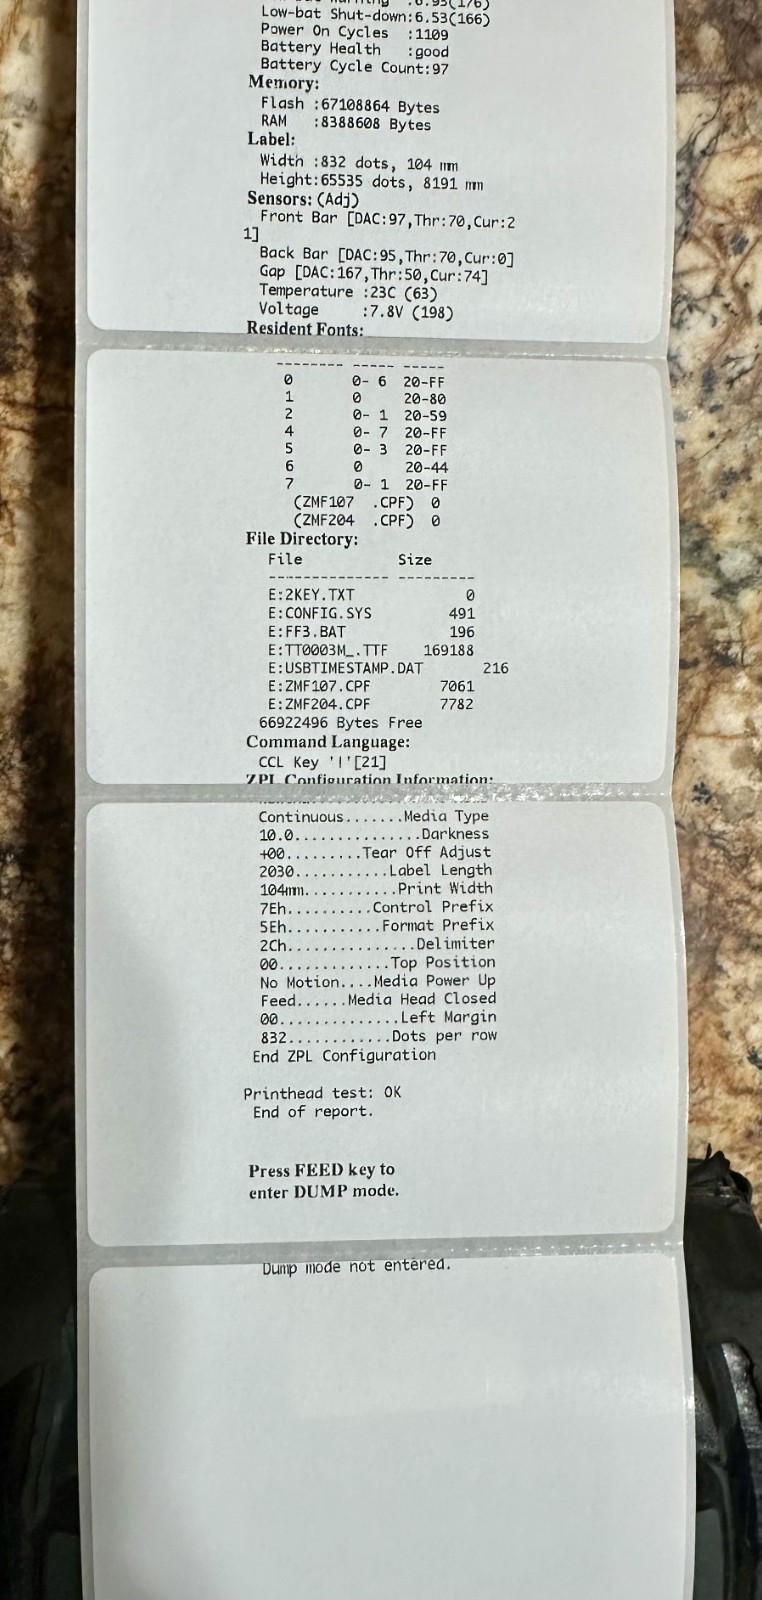 :6.93(176)
Low-bat Shut-down:6.53(166)
Power On Cycles :1109
Battery Health :good
Battery Cycle Count:97
Memory:
Flash :67108864 Bytes
RAM :8388608 Bytes
Label:
Width :832 dots, 104 mm
Height:65535 dots, 8191 mm
Sensors: (Adj)
Front Bar [DAC:97,Thr:70,Cur:2
1]
Back Bar [DAC:95,Thr:70,Cur:0]
Gap [DAC:167,Thr:50,Cur:74]
Temperature :23C (63)
Voltage :7.8V (198)
Resident Fonts:
-------- ----- -----
0 0- 6 20-FF
1 0 20-80
2 0- 1 20-59
4 0- 7 20-FF
5 0- 3 20-FF
6 0 20-44
7 0- 1 20-FF
(ZMF107 .CPF) 0
(ZMF204 .CPF) 0
File Directory:
File Size
-------------- ---------
E:2KEY.TXT 0
E:CONFIG.SYS 491
E:FF3.BAT 196
E:TT0003M_.TTF 169188
E:USBTIMESTAMP.DAT 216
E:ZMF107.CPF 7061
E:ZMF204.CPF 7782
66922496 Bytes Free
Command Language:
CCL Key '!'[21]
ZPL Configuration Information:
Continuous.......Media Type
10.0...............Darkness
+00.........Tear Off Adjust
2030...........Label Length
104mm...........Print Width
7Eh..........Control Prefix
5Eh...........Format Prefix
2Ch...............Delimiter
00.............Top Position
No Motion....Media Power Up
Feed......Media Head Closed
00..............Left Margin
832............Dots per row
End ZPL Configuration
Printhead test: OK
End of report.
Press FEED key to
enter DUMP mode.
Dump mode not entered.